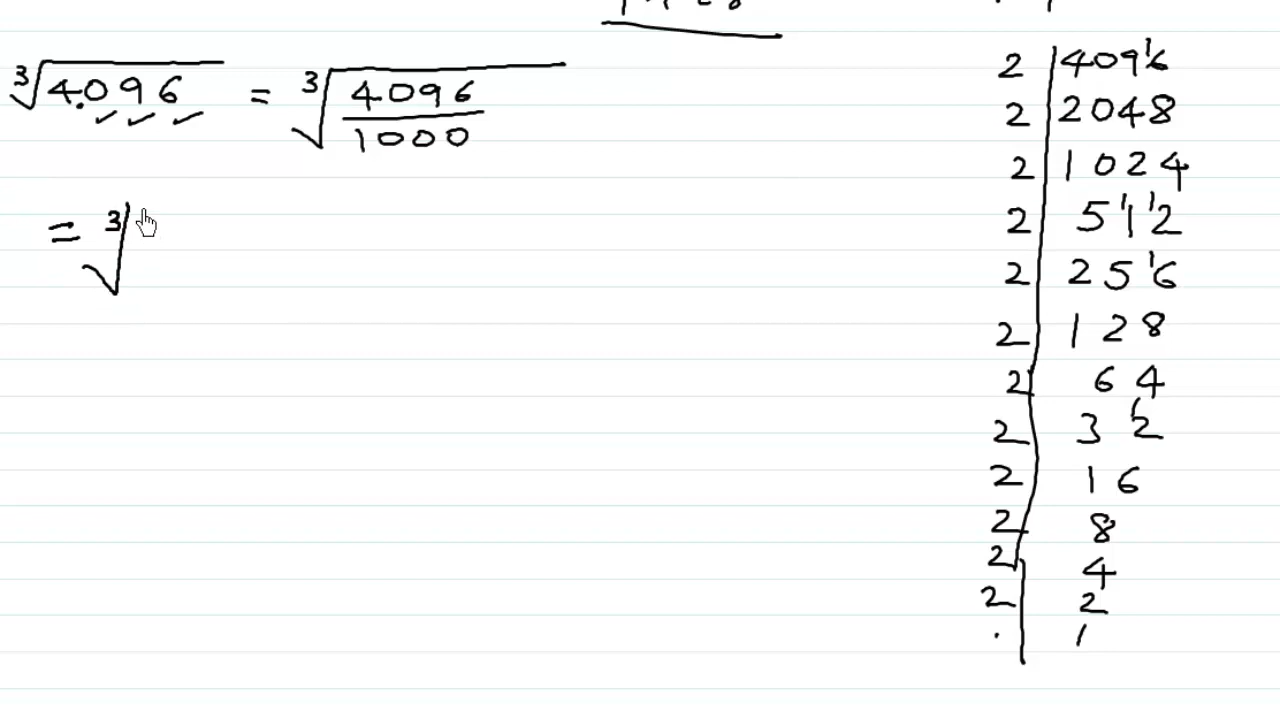 ∛4.096 = ∛(4096/1000)
= ∛
2 | 4096
2 | 2048
2 | 1024
2 | 512
2 | 256
2 | 128
2 | 64
2 | 32
2 | 16
2 | 8
2 | 4
2 | 2
. | 1